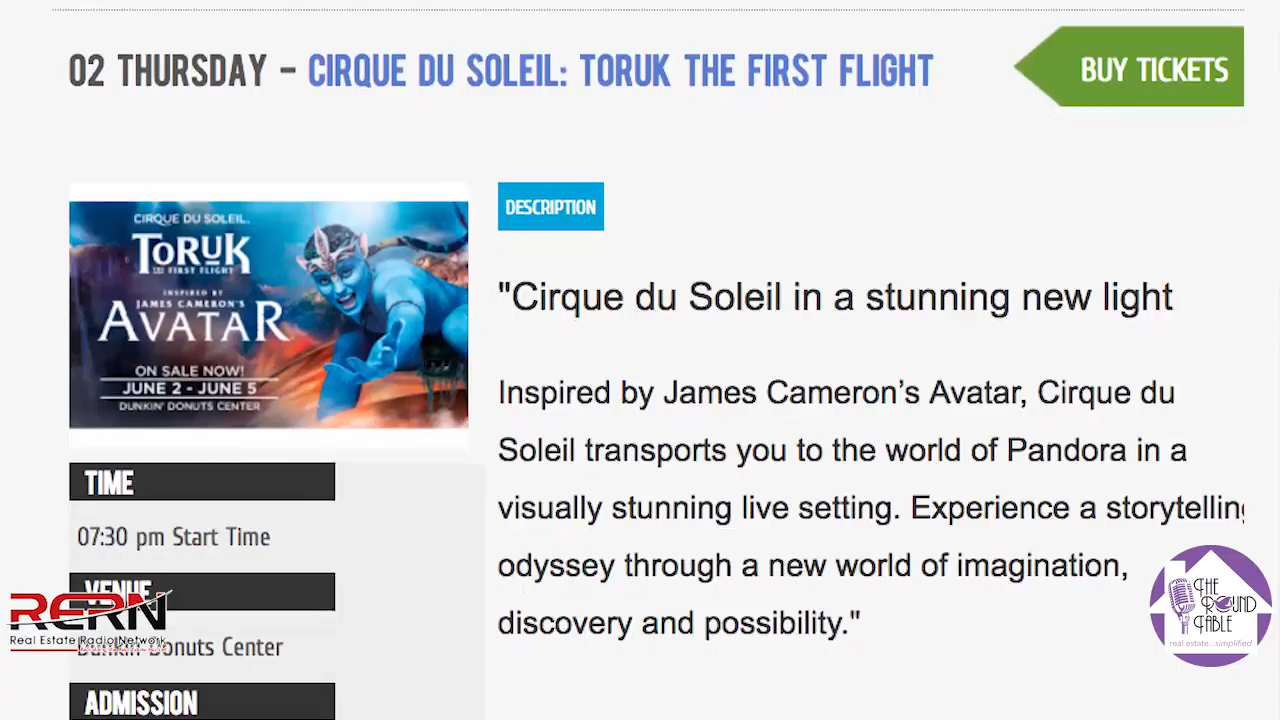 02 THURSDAY – CIRQUE DU SOLEIL: TORUK THE FIRST FLIGHT
BUY TICKETS
CIRQUE DU SOLEIL.
TORUK
THE FIRST FLIGHT
INSPIRED BY
JAMES CAMERON'S
AVATAR
ON SALE NOW!
JUNE 2 - JUNE 5
DUNKIN' DONUTS CENTER
DESCRIPTION
"Cirque du Soleil in a stunning new light
Inspired by James Cameron’s Avatar, Cirque du
Soleil transports you to the world of Pandora in a
visually stunning live setting. Experience a storytelling
odyssey through a new world of imagination,
discovery and possibility."
TIME
07:30 pm Start Time
VENUE
Dunkin Donuts Center
ADMISSION
RERN
Real Estate Radio Network
THE
ROUND
TABLE
real estate...simplified